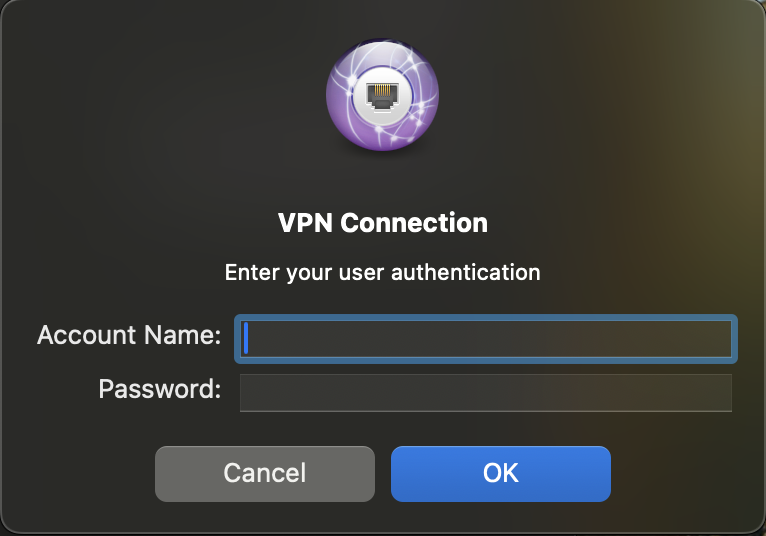 VPN Connection
Enter your user authentication
Account Name:
Password:
Cancel OK